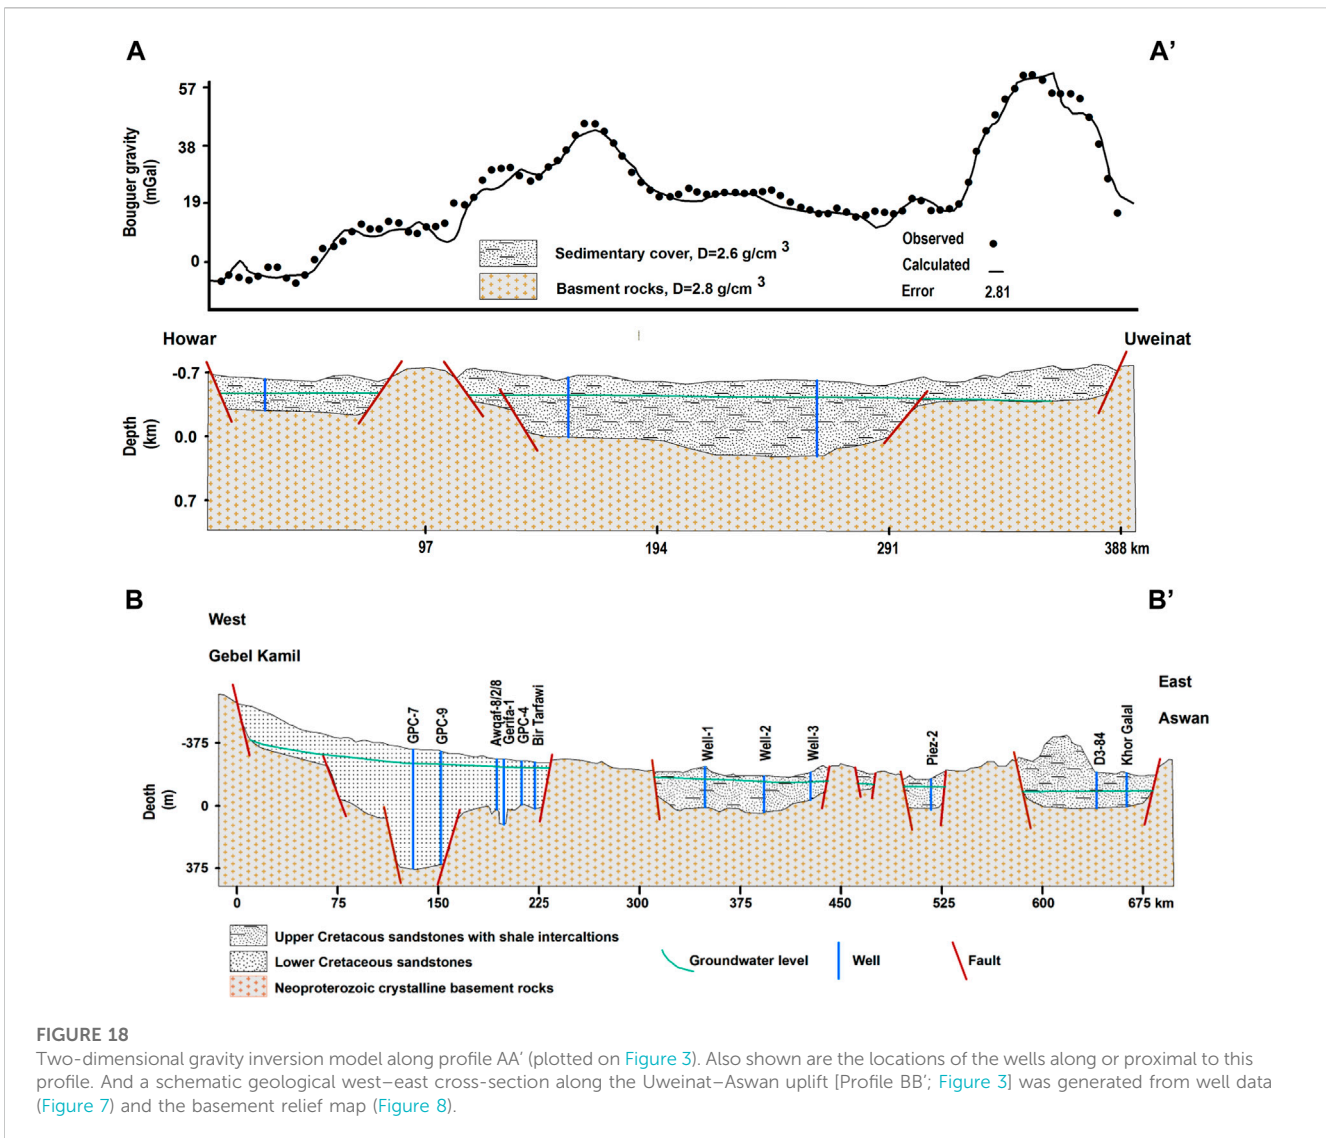 A
A’
57
38
19
0
Bouguer gravity
(mGal)
Sedimentary cover, D=2.6 g/cm 3
Basment rocks, D=2.8 g/cm 3
Observed
Calculated
Error 2.81
Howar
Uweinat
-0.7
0.0
0.7
Depth
(km)
97 194 291 388 km
B
B’
West
Gebel Kamil
East
Aswan
GPC-7
GPC-9
Awqaf-8/2/8
Gerifa-1
GPC-4
Bir Tarfawi
Well-1
Well-2
Well-3
Piez-2
D3-84
Khor Galal
-375
0
375
Deoth
(m)
0 75 150 225 300 375 450 525 600 675 km
Upper Cretacous sandstones with shale intercaltions
Lower Cretaceous sandstones
Neoproterozoic crystalline basement rocks
Groundwater level
Well
Fault
FIGURE 18
Two-dimensional gravity inversion model along profile AA’ (plotted on Figure 3). Also shown are the locations of the wells along or proximal to this
profile. And a schematic geological west–east cross-section along the Uweinat–Aswan uplift [Profile BB’; Figure 3] was generated from well data
(Figure 7) and the basement relief map (Figure 8).